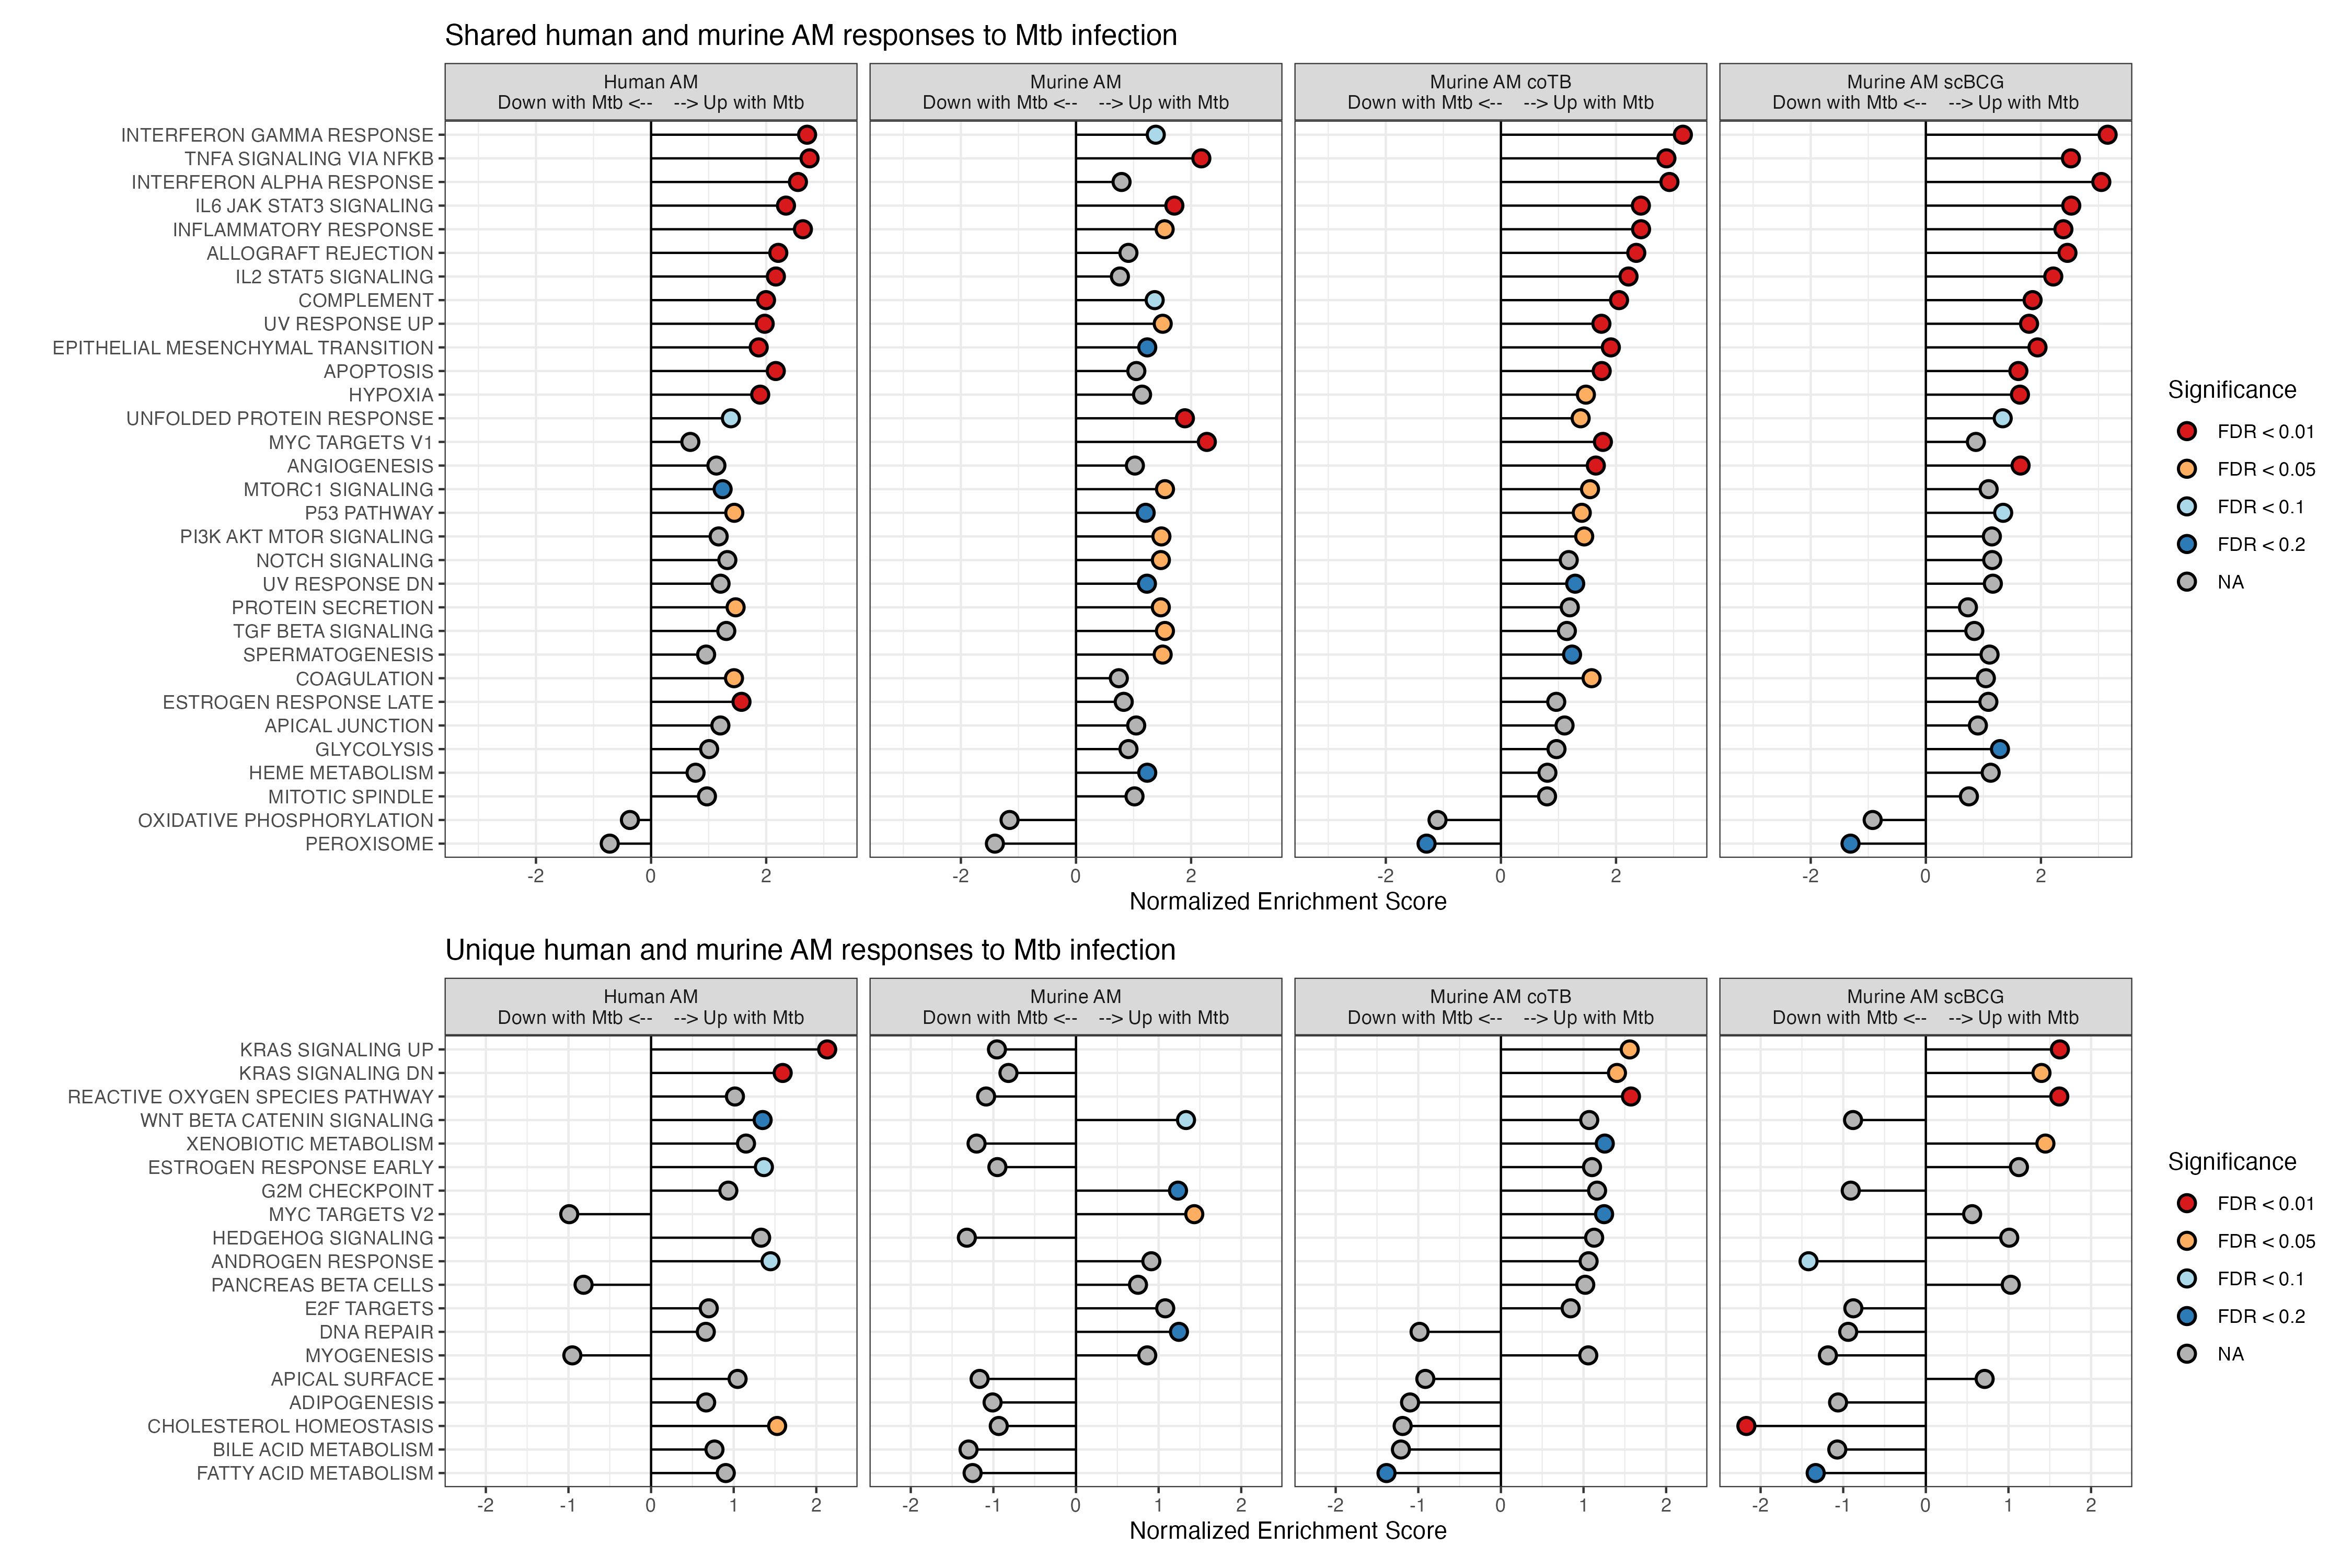 Shared human and murine AM responses to Mtb infection
Human AM
Down with Mtb <-- --> Up with Mtb
Murine AM
Down with Mtb <-- --> Up with Mtb
Murine AM coTB
Down with Mtb <-- --> Up with Mtb
Murine AM scBCG
Down with Mtb <-- --> Up with Mtb
INTERFERON GAMMA RESPONSE
TNFA SIGNALING VIA NFKB
INTERFERON ALPHA RESPONSE
IL6 JAK STAT3 SIGNALING
INFLAMMATORY RESPONSE
ALLOGRAFT REJECTION
IL2 STAT5 SIGNALING
COMPLEMENT
UV RESPONSE UP
EPITHELIAL MESENCHYMAL TRANSITION
APOPTOSIS
HYPOXIA
UNFOLDED PROTEIN RESPONSE
MYC TARGETS V1
ANGIOGENESIS
MTORC1 SIGNALING
P53 PATHWAY
PI3K AKT MTOR SIGNALING
NOTCH SIGNALING
UV RESPONSE DN
PROTEIN SECRETION
TGF BETA SIGNALING
SPERMATOGENESIS
COAGULATION
ESTROGEN RESPONSE LATE
APICAL JUNCTION
GLYCOLYSIS
HEME METABOLISM
MITOTIC SPINDLE
OXIDATIVE PHOSPHORYLATION
PEROXISOME
-2 0 2
-2 0 2
-2 0 2
-2 0 2
Normalized Enrichment Score
Significance
FDR < 0.01
FDR < 0.05
FDR < 0.1
FDR < 0.2
NA
Unique human and murine AM responses to Mtb infection
Human AM
Down with Mtb <-- --> Up with Mtb
Murine AM
Down with Mtb <-- --> Up with Mtb
Murine AM coTB
Down with Mtb <-- --> Up with Mtb
Murine AM scBCG
Down with Mtb <-- --> Up with Mtb
KRAS SIGNALING UP
KRAS SIGNALING DN
REACTIVE OXYGEN SPECIES PATHWAY
WNT BETA CATENIN SIGNALING
XENOBIOTIC METABOLISM
ESTROGEN RESPONSE EARLY
G2M CHECKPOINT
MYC TARGETS V2
HEDGEHOG SIGNALING
ANDROGEN RESPONSE
PANCREAS BETA CELLS
E2F TARGETS
DNA REPAIR
MYOGENESIS
APICAL SURFACE
ADIPOGENESIS
CHOLESTEROL HOMEOSTASIS
BILE ACID METABOLISM
FATTY ACID METABOLISM
-2 -1 0 1 2
-2 -1 0 1 2
-2 -1 0 1 2
-2 -1 0 1 2
Normalized Enrichment Score
Significance
FDR < 0.01
FDR < 0.05
FDR < 0.1
FDR < 0.2
NA